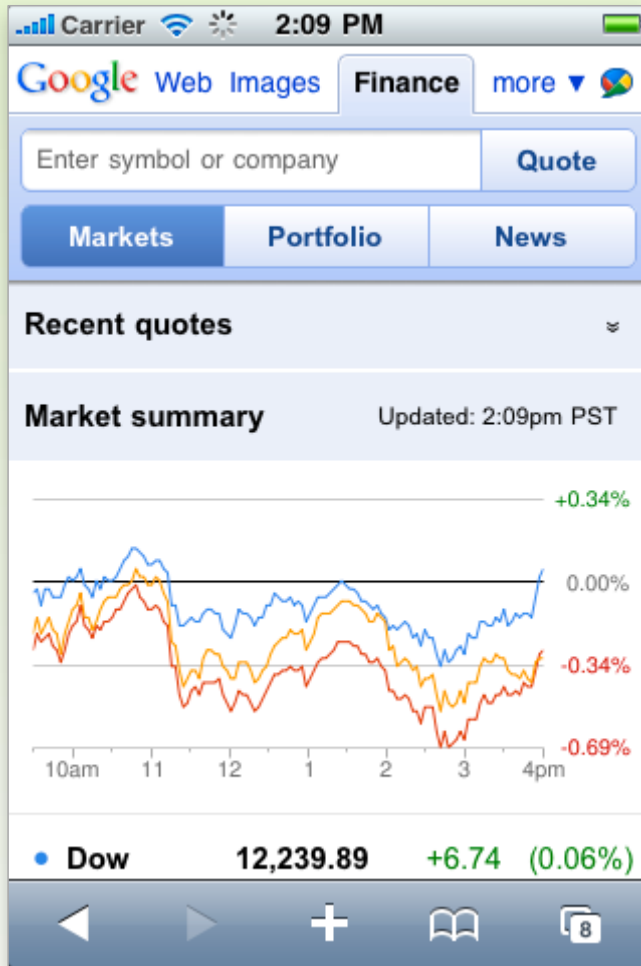 Carrier 2:09 PM
Google Web Images Finance more ▼
Enter symbol or company Quote
Markets Portfolio News
Recent quotes
Market summary Updated: 2:09pm PST
+0.34%
0.00%
-0.34%
-0.69%
10am 11 12 1 2 3 4pm
• Dow 12,239.89 +6.74 (0.06%)
8